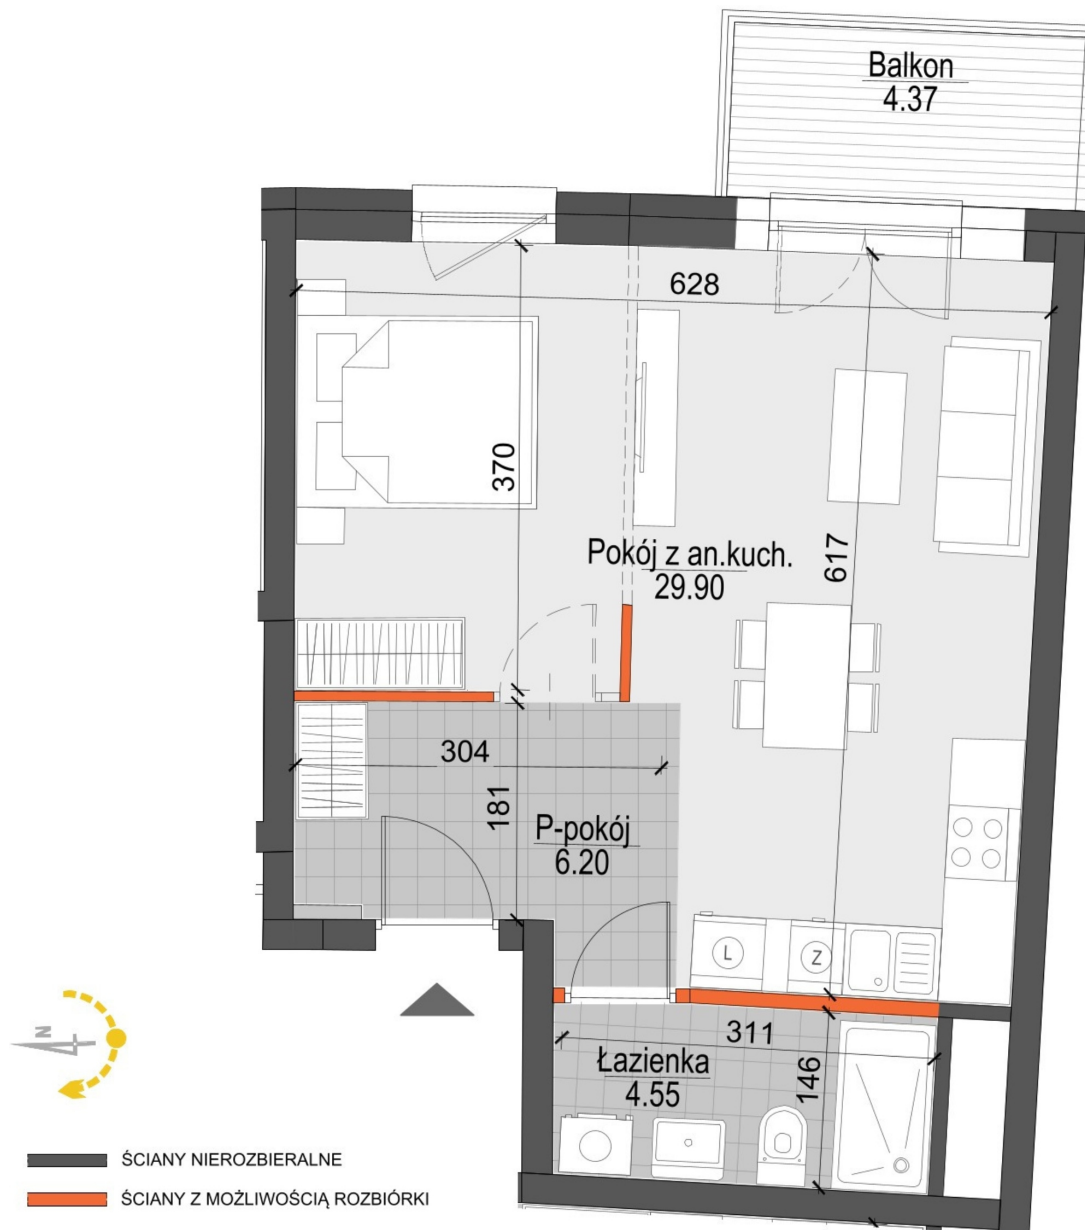 Balkon
4.37
628
370
617
Pokój z an.kuch.
29.90
304
181
P-pokój
6.20
L
Z
N
311
Łazienka
4.55
146
ŚCIANY NIEROZBIERALNE
ŚCIANY Z MOŻLIWOŚCIĄ ROZBIÓRKI